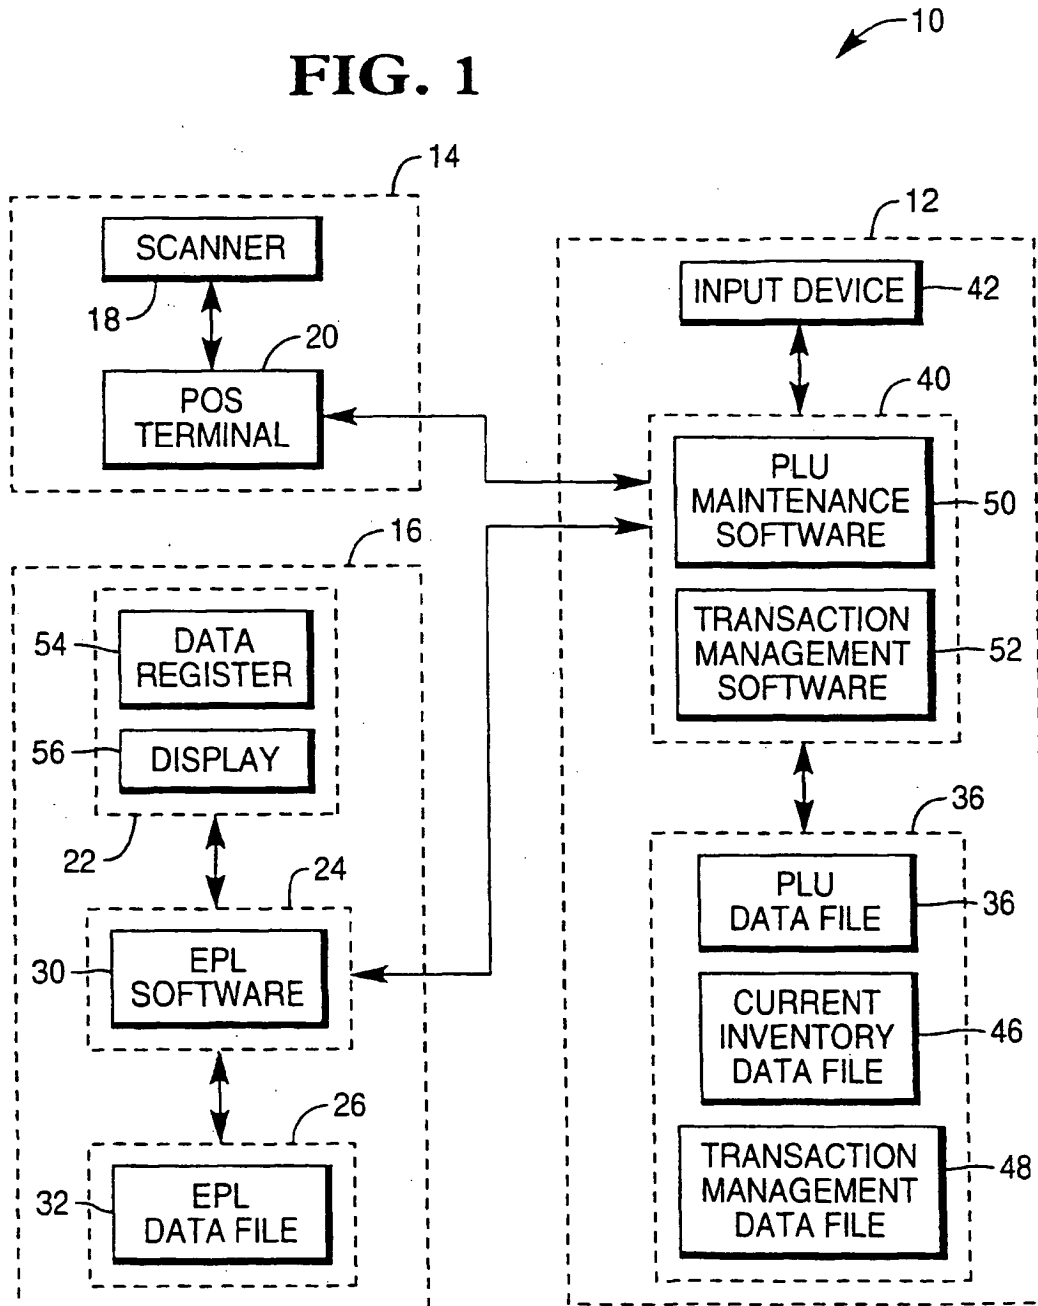 10
FIG. 1
14
SCANNER
18
20
POS
TERMINAL
12
INPUT DEVICE
42
40
PLU
MAINTENANCE
SOFTWARE
50
TRANSACTION
MANAGEMENT
SOFTWARE
52
16
54
DATA
REGISTER
56
DISPLAY
22
24
30
EPL
SOFTWARE
26
32
EPL
DATA FILE
36
PLU
DATA FILE
36
CURRENT
INVENTORY
DATA FILE
46
TRANSACTION
MANAGEMENT
DATA FILE
48